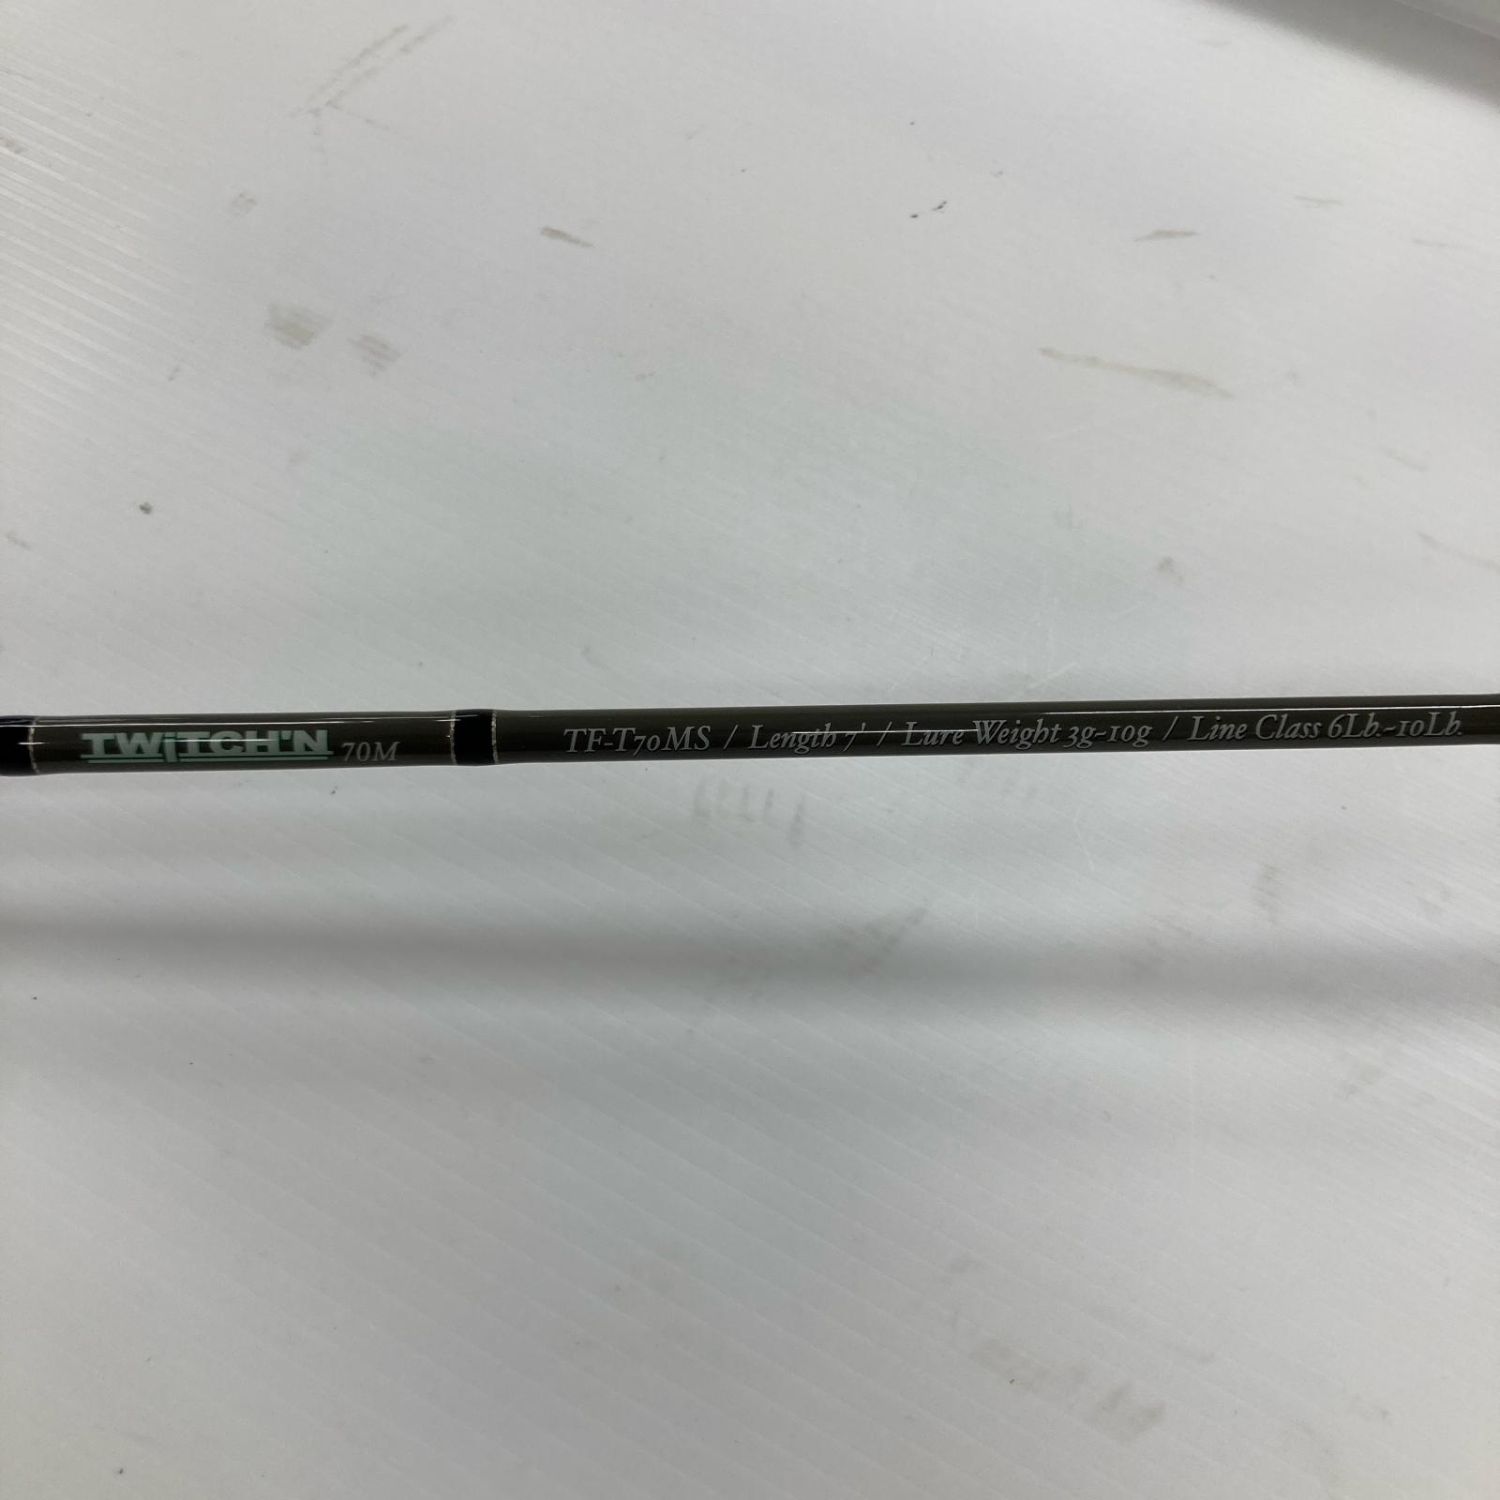 TWiTCH'N 70M TF-T70MS / Length 7' / Lure Weight 3g-10g / Line Class 6Lb.-10Lb.